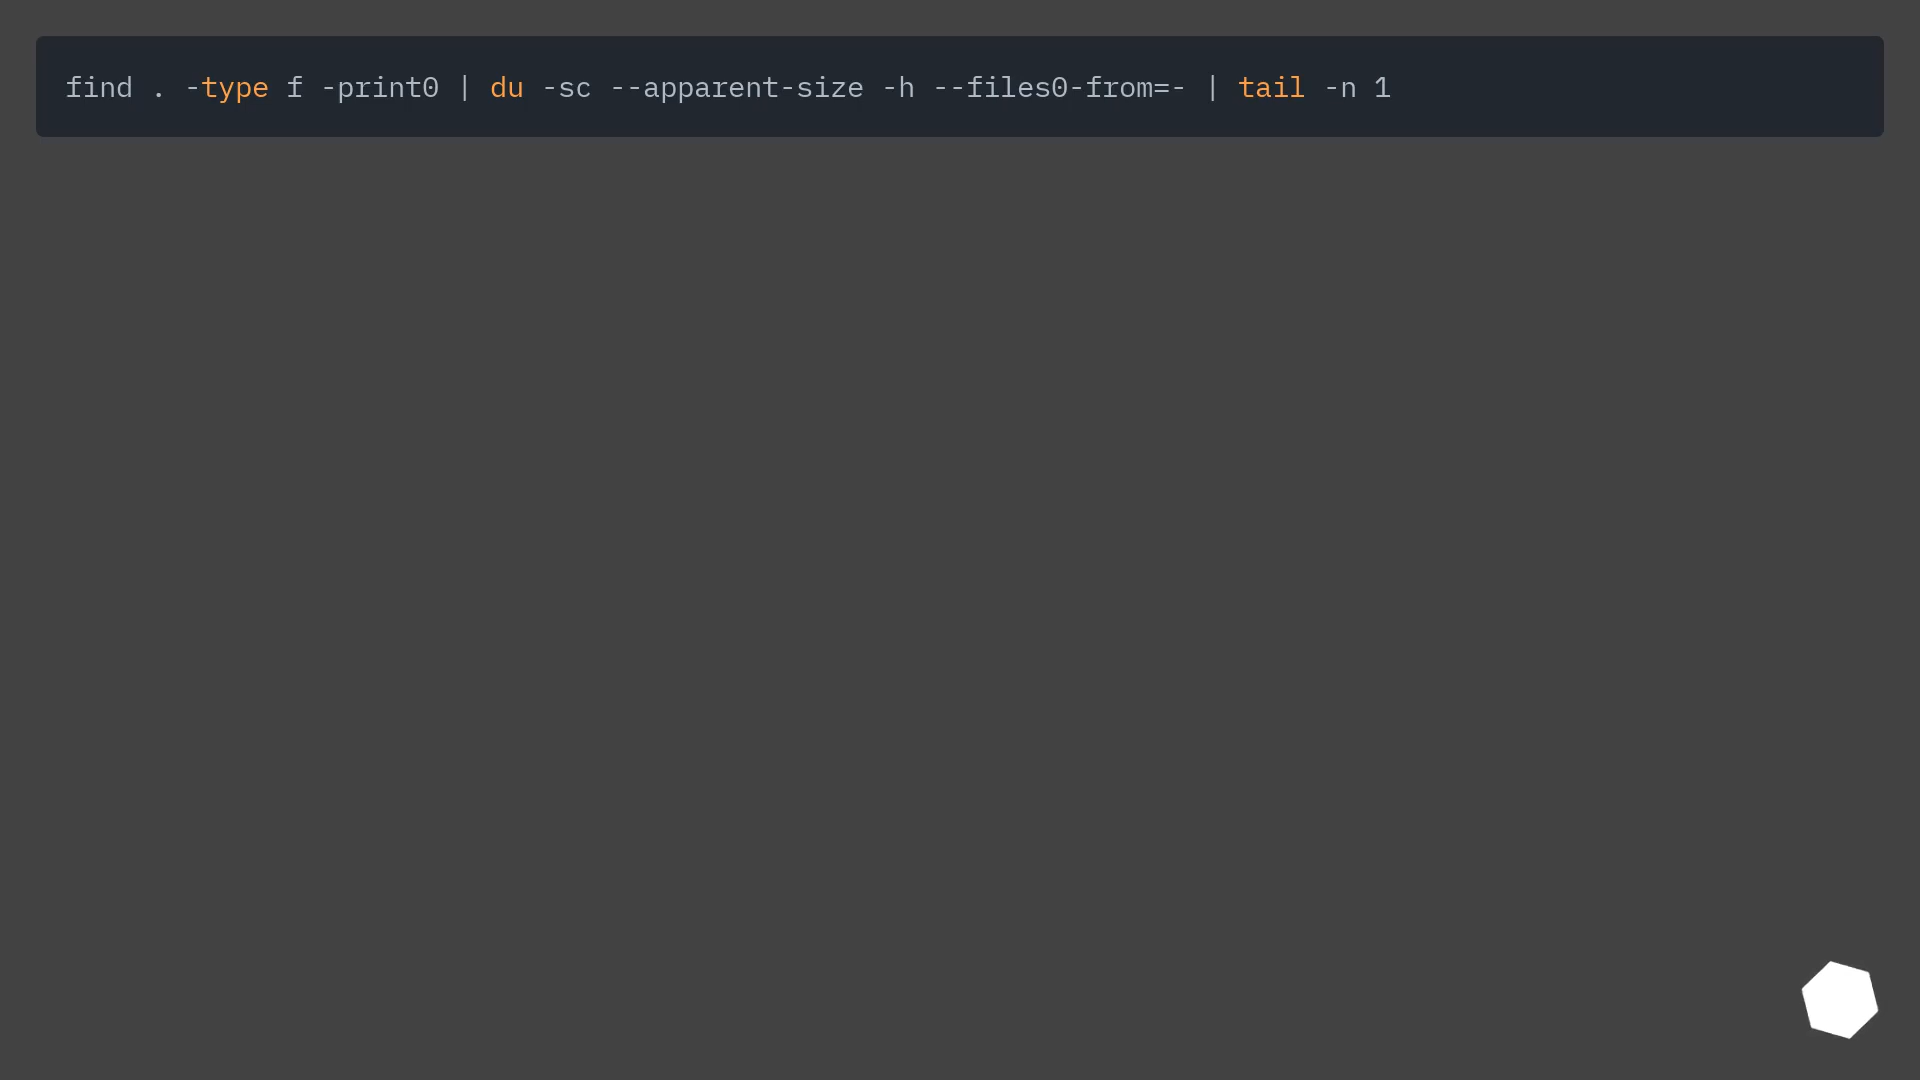 find . -type f -print0 | du -sc --apparent-size -h --files0-from=- | tail -n 1